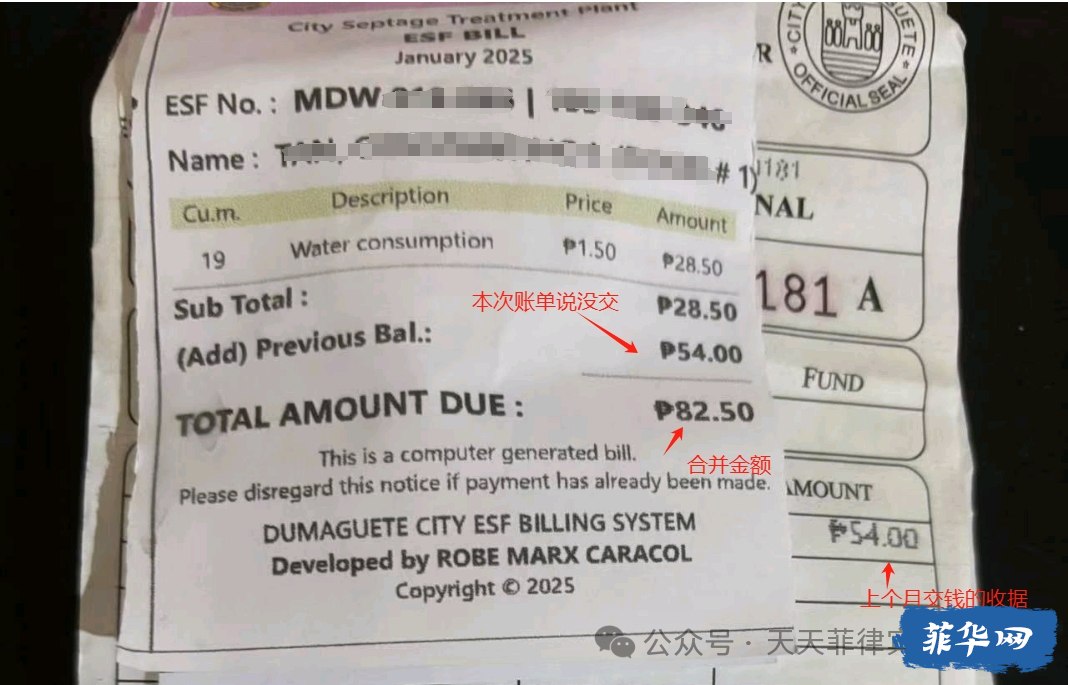 City Septage Treatment Plant
ESF BILL
January 2025
ESF No. : MDW |
Name : TAN, # 1)
Cu.m. Description Price Amount
19 Water consumption ₱1.50 ₱28.50
Sub Total : ₱28.50
本次账单说没交
(Add) Previous Bal.: ₱54.00
TOTAL AMOUNT DUE : ₱82.50
合并金额
This is a computer generated bill.
Please disregard this notice if payment has already been made.
DUMAGUETE CITY ESF BILLING SYSTEM
Developed by ROBE MARX CARACOL
Copyright © 2025
R
OFFICIAL SEAL
1181
NAL
181 A
FUND
AMOUNT
₱54.00
上个月交钱的收据
公众号 · 天天菲律
菲华网